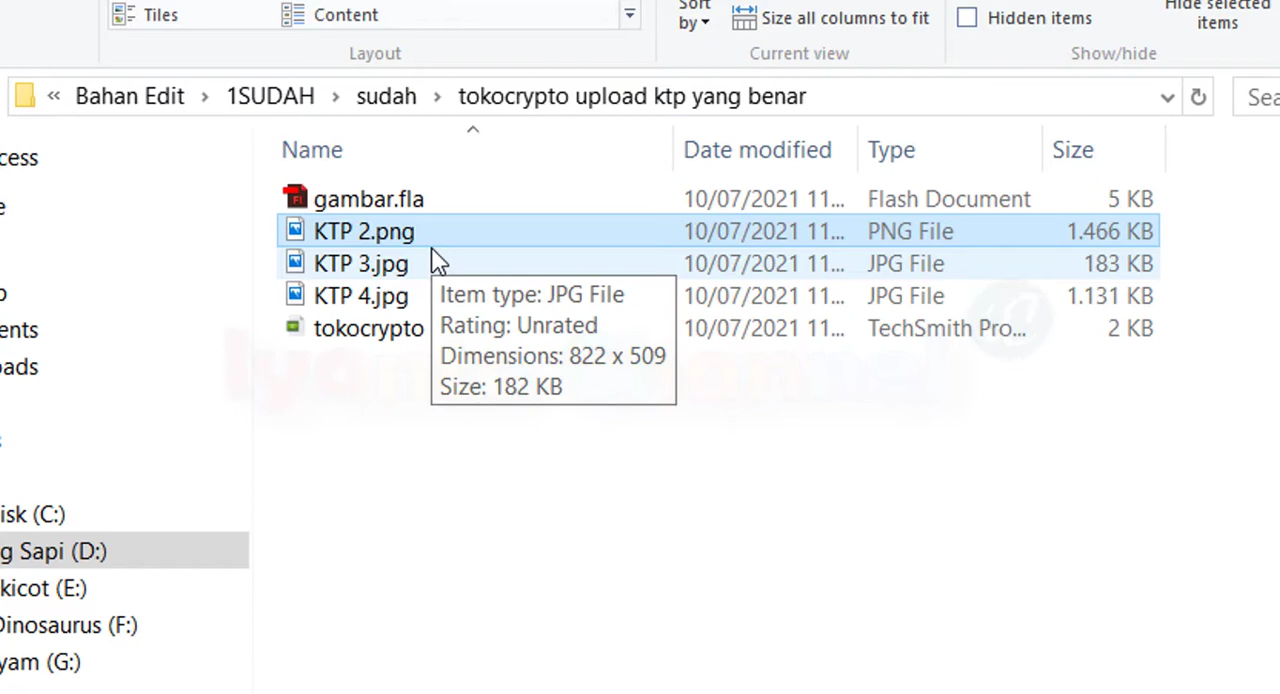 Tiles
Content
Sort
by
Size all columns to fit
Hidden items
Hide selected
items
Layout
Current view
Show/hide
« Bahan Edit › 1SUDAH › sudah › tokocrypto upload ktp yang benar
Sea
Name Date modified Type Size
gambar.fla 10/07/2021 11... Flash Document 5 KB
KTP 2.png 10/07/2021 11... PNG File 1.466 KB
KTP 3.jpg 10/07/2021 11... JPG File 183 KB
KTP 4.jpg 10/07/2021 11... JPG File 1.131 KB
tokocrypto 10/07/2021 11... TechSmith Pro... 2 KB
Item type: JPG File
Rating: Unrated
Dimensions: 822 x 509
Size: 182 KB
cess
e
o
ents
oads
isk (C:)
g Sapi (D:)
kicot (E:)
Dinosaurus (F:)
yam (G:)